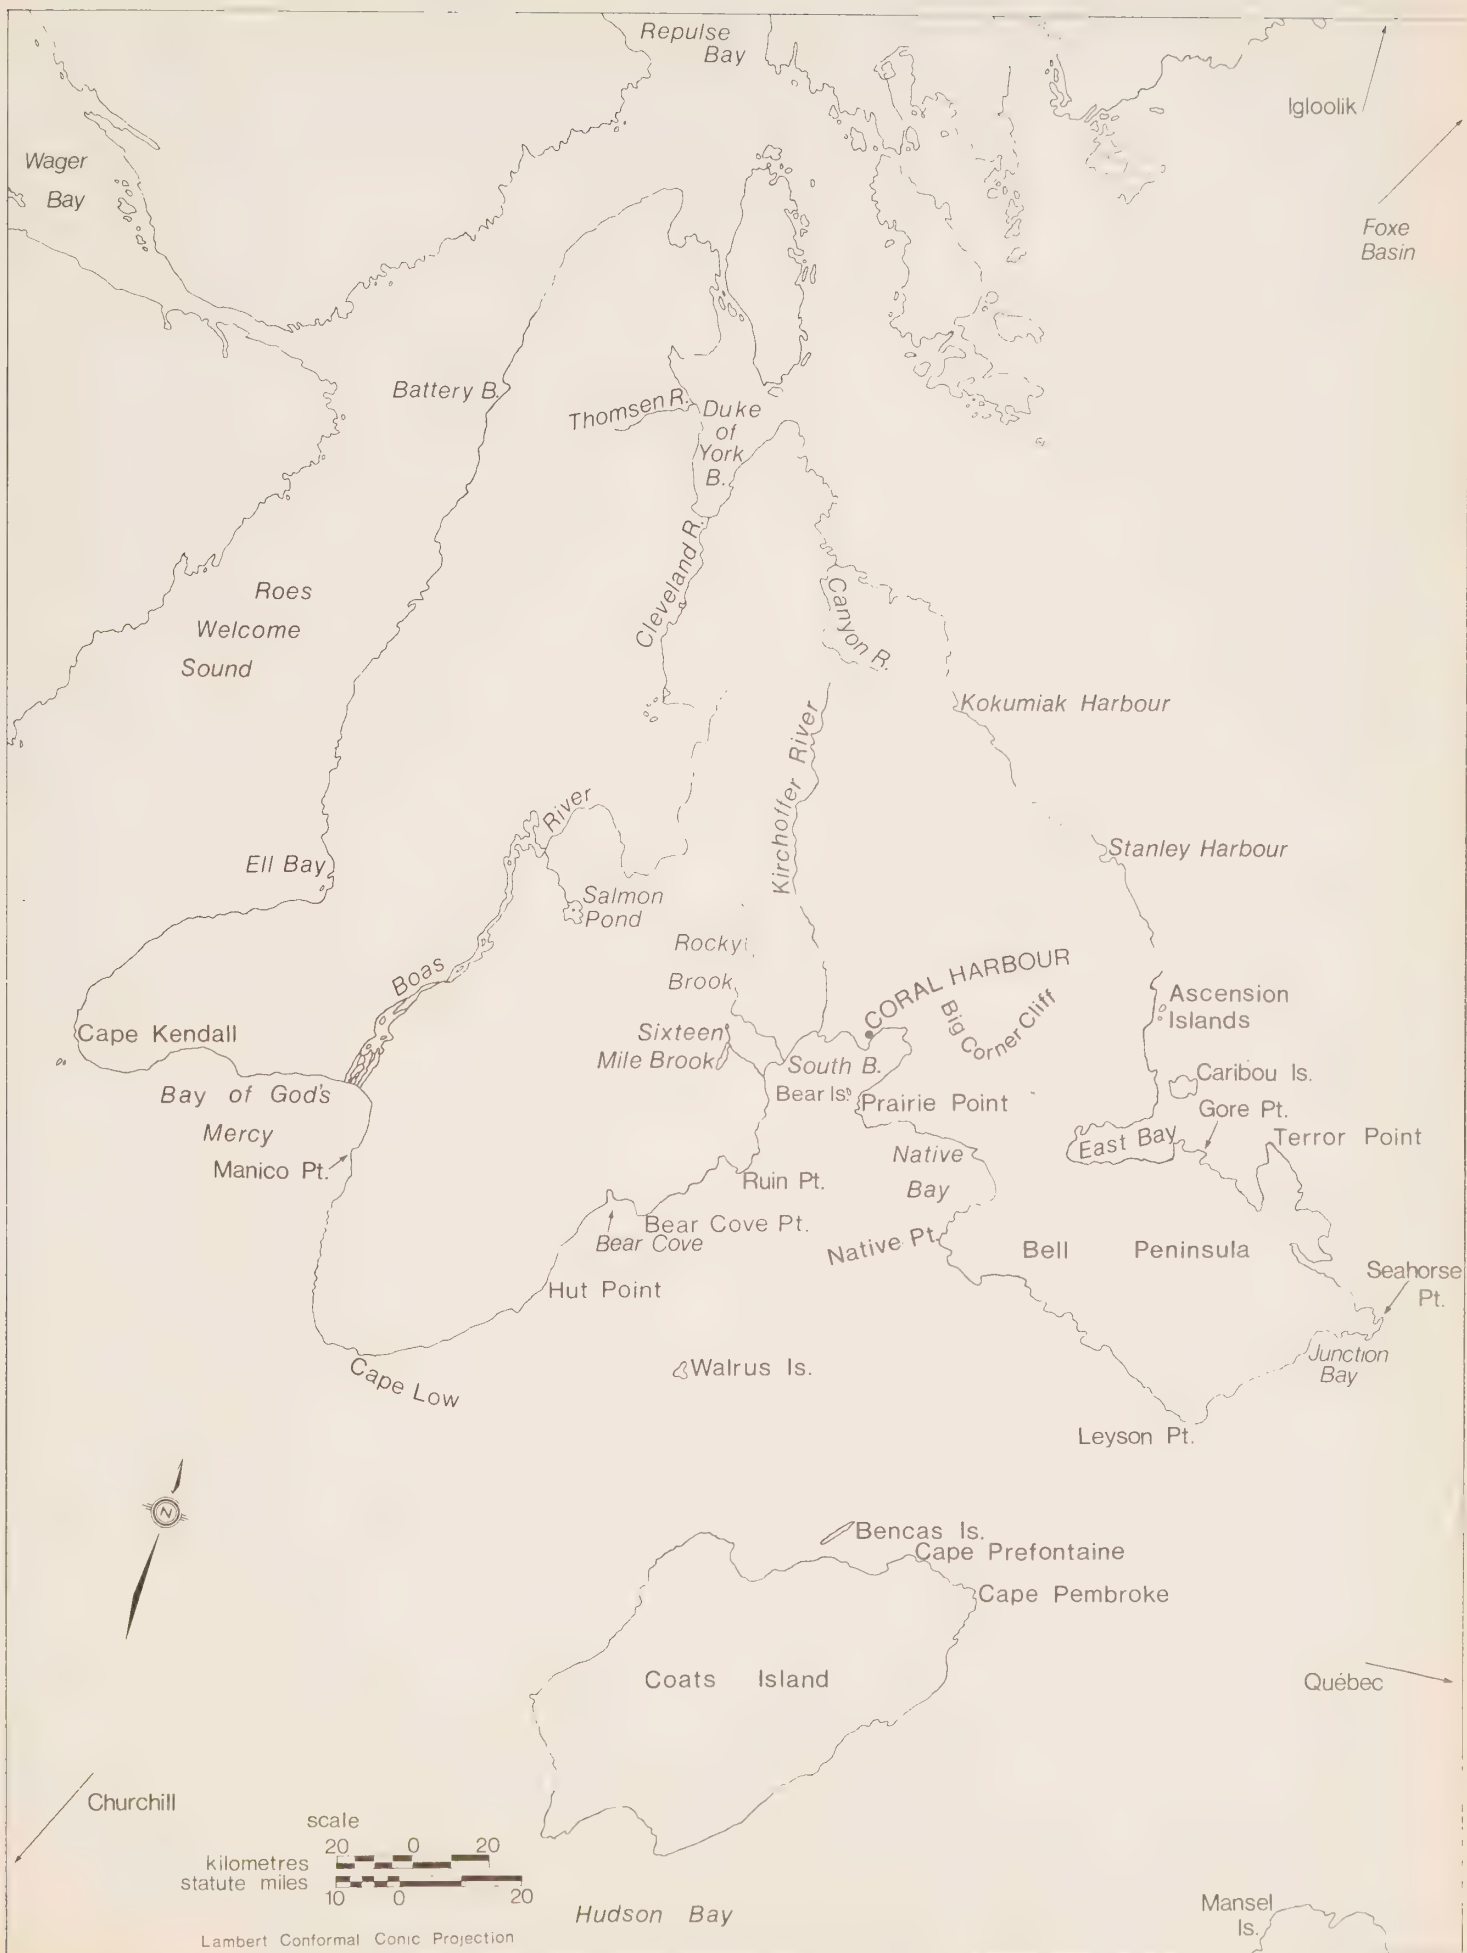 Repulse
Bay
Igloolik
Wager
Bay
Foxe
Basin
Battery B.
Thomsen R.
Duke
of
York
B.
Cleveland R.
Canyon R.
Roes
Welcome
Sound
Kokumiak Harbour
Kirchoffer River
River
Stanley Harbour
Ell Bay
Salmon
Pond
Rocky
Brook
Boas
CORAL HARBOUR
Big
Corner Cliff
Ascension
Islands
Cape Kendall
Sixteen
Mile Brook
South B.
Bear Is.
Prairie Point
Caribou Is.
Gore Pt.
Bay of God's
Mercy
Manico Pt.
East Bay
Terror Point
Native
Bay
Ruin Pt.
Bear Cove Pt.
Bear Cove
Native Pt.
Bell Peninsula
Seahorse
Pt.
Hut Point
Junction
Bay
Cape Low
Walrus Is.
Leyson Pt.
N
Bencas Is.
Cape Prefontaine
Cape Pembroke
Coats Island
Québec
Churchill
scale
20 0 20
kilometres
statute miles
10 0 20
Hudson Bay
Lambert Conformal Conic Projection
Mansel
Is.